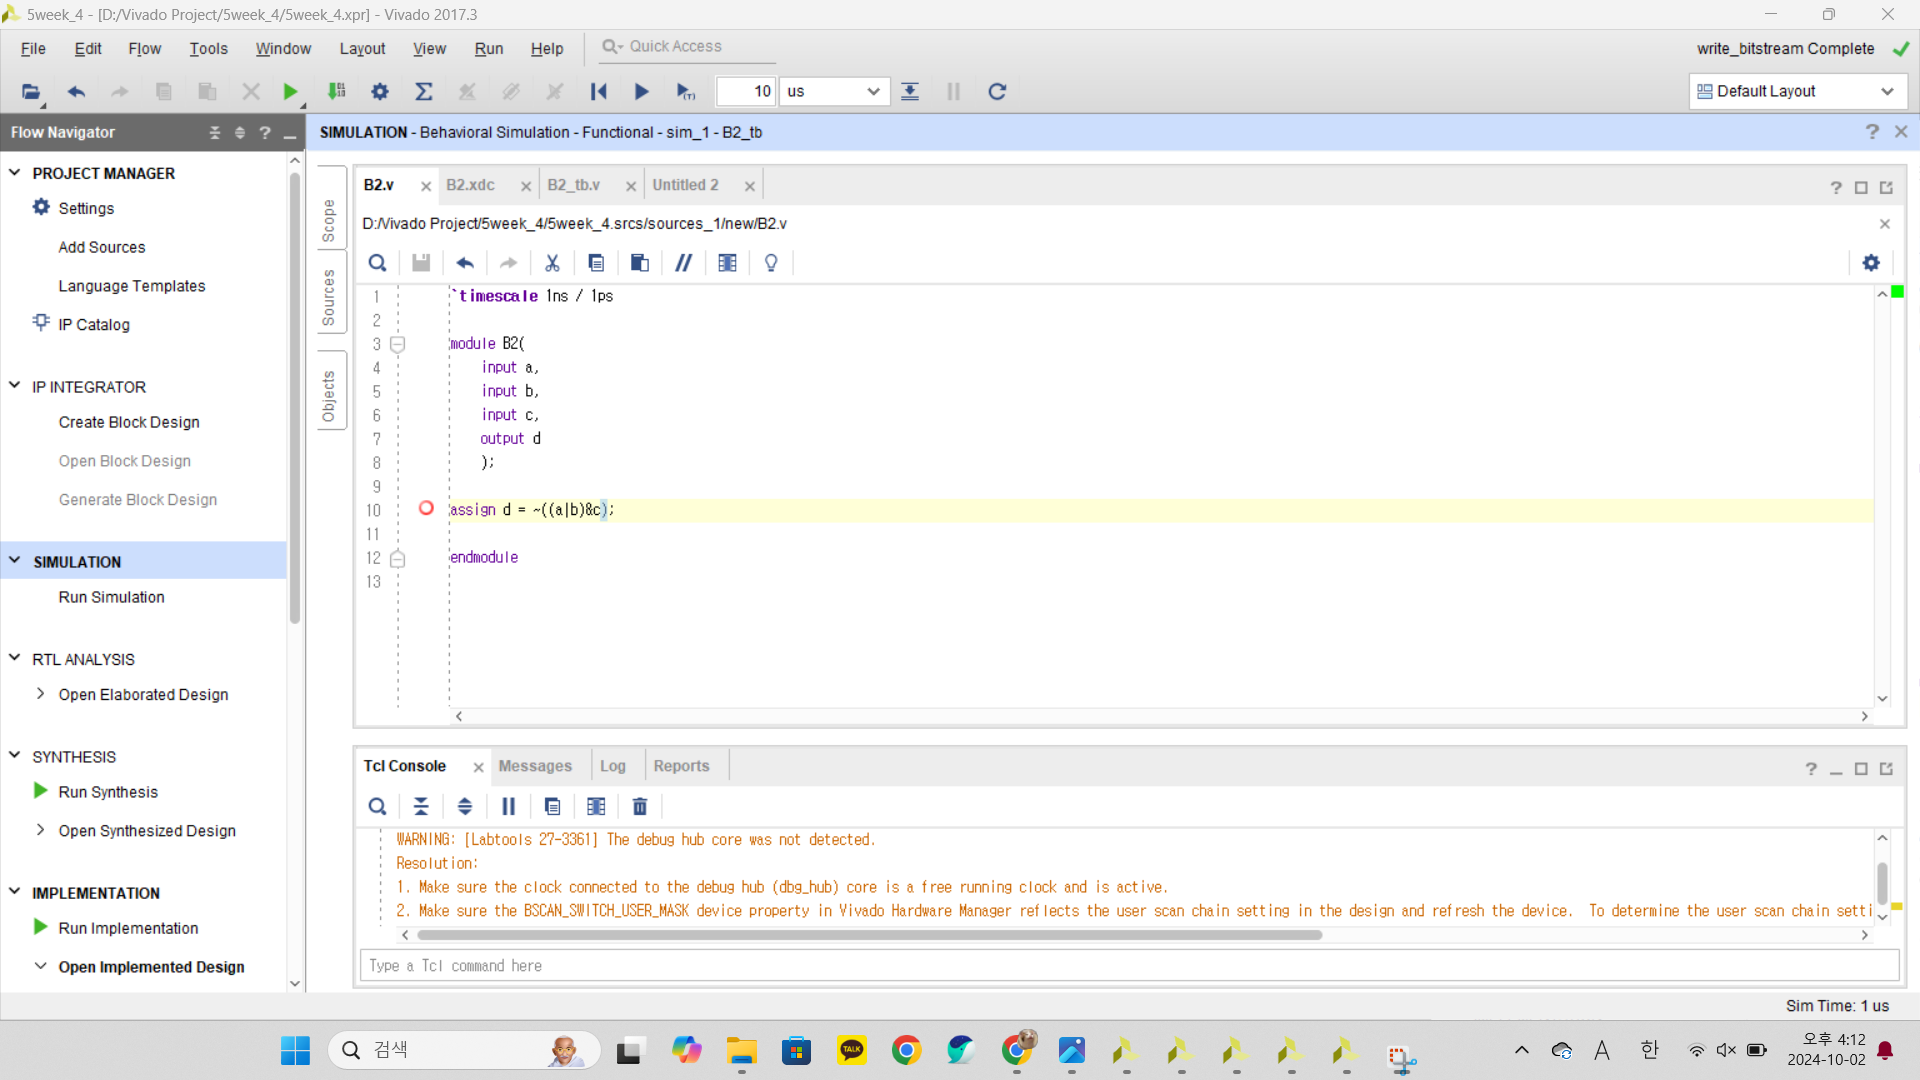 5week_4 - [D:/Vivado Project/5week_4/5week_4.xpr] - Vivado 2017.3
File Edit Flow Tools Window Layout View Run Help Quick Access
write_bitstream Complete
10 us
Default Layout
Flow Navigator
SIMULATION - Behavioral Simulation - Functional - sim_1 - B2_tb
PROJECT MANAGER
Settings
Add Sources
Language Templates
IP Catalog
IP INTEGRATOR
Create Block Design
Open Block Design
Generate Block Design
SIMULATION
Run Simulation
RTL ANALYSIS
Open Elaborated Design
SYNTHESIS
Run Synthesis
Open Synthesized Design
IMPLEMENTATION
Run Implementation
Open Implemented Design
Scope
Sources
Objects
B2.v B2.xdc B2_tb.v Untitled 2
D:/Vivado Project/5week_4/5week_4.srcs/sources_1/new/B2.v
1 `timescale 1ns / 1ps
2
3 module B2(
4 input a,
5 input b,
6 input c,
7 output d
8 );
9
10 assign d = ~((a|b)&c);
11
12 endmodule
13
Tcl Console Messages Log Reports
WARNING: [Labtools 27-3361] The debug hub core was not detected.
Resolution:
1. Make sure the clock connected to the debug hub (dbg_hub) core is a free running clock and is active.
2. Make sure the BSCAN_SWITCH_USER_MASK device property in Vivado Hardware Manager reflects the user scan chain setting in the design and refresh the device.  To determine the user scan chain setti
Type a Tcl command here
Sim Time: 1 us
검색
TALK
A 한
오후 4:12
2024-10-02